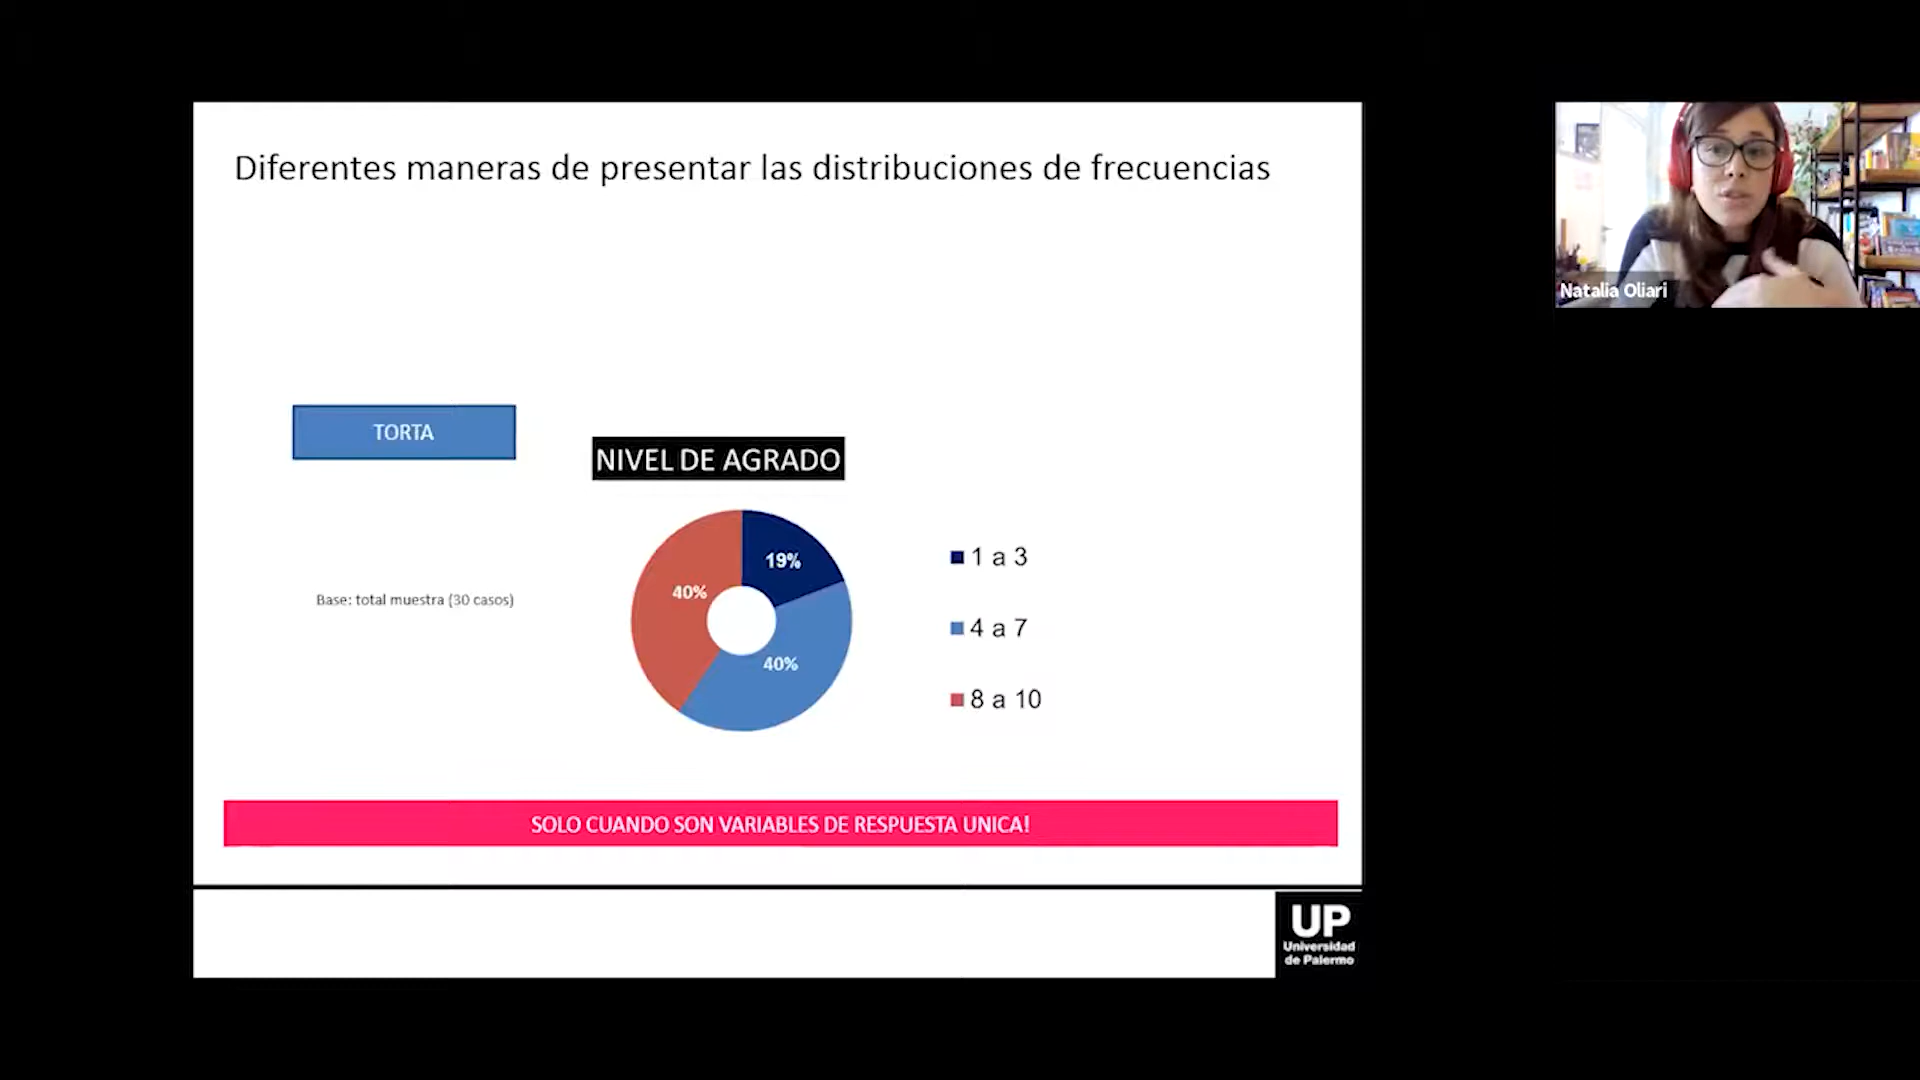 Diferentes maneras de presentar las distribuciones de frecuencias
Natalia Oliari
TORTA
NIVEL DE AGRADO
19%
40%
40%
1 a 3
4 a 7
8 a 10
Base: total muestra (30 casos)
SOLO CUANDO SON VARIABLES DE RESPUESTA UNICA!
UP
Universidad
de Palermo